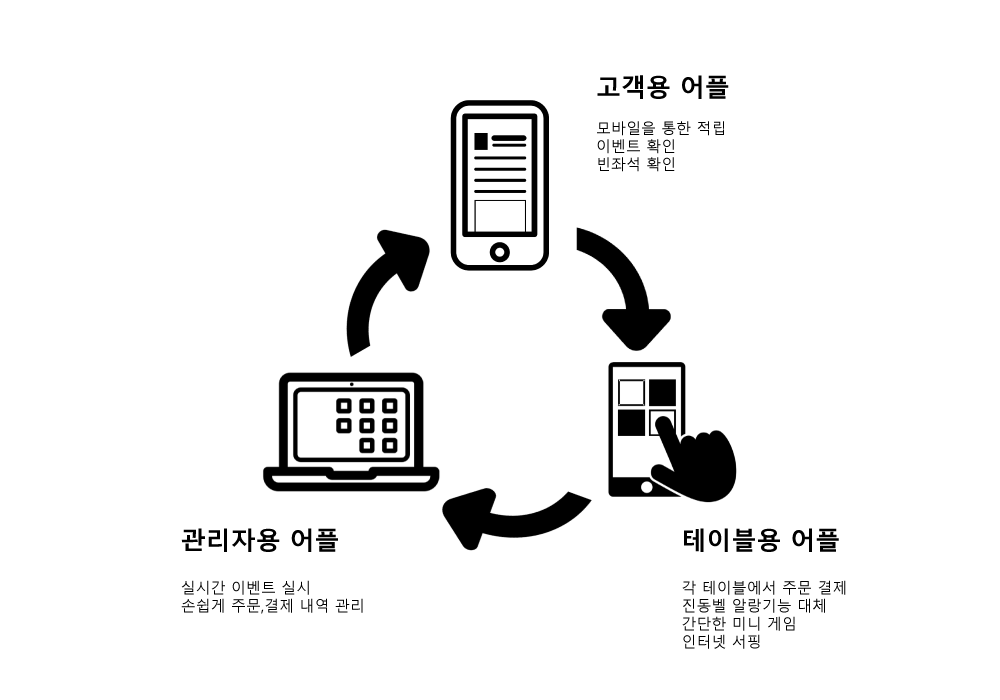 고객용 어플
모바일을 통한 적립
이벤트 확인
빈좌석 확인
관리자용 어플
실시간 이벤트 실시
손쉽게 주문,결제 내역 관리
테이블용 어플
각 테이블에서 주문 결제
진동벨 알랑기능 대체
간단한 미니 게임
인터넷 서핑